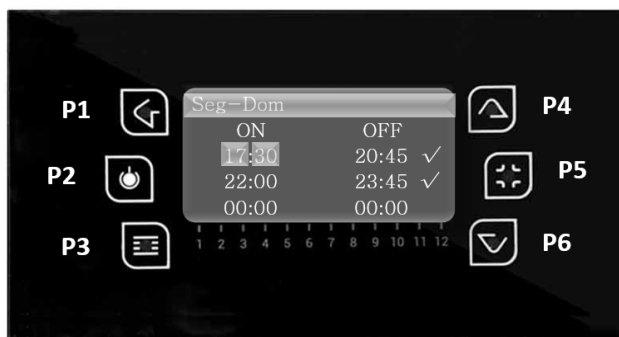 Seg-Dom
ON OFF
P1 P4
17:30 20:45 ✓
P2 P5
22:00 23:45 ✓
00:00 00:00
P3 P6
1 2 3 4 5 6 7 8 9 10 11 12